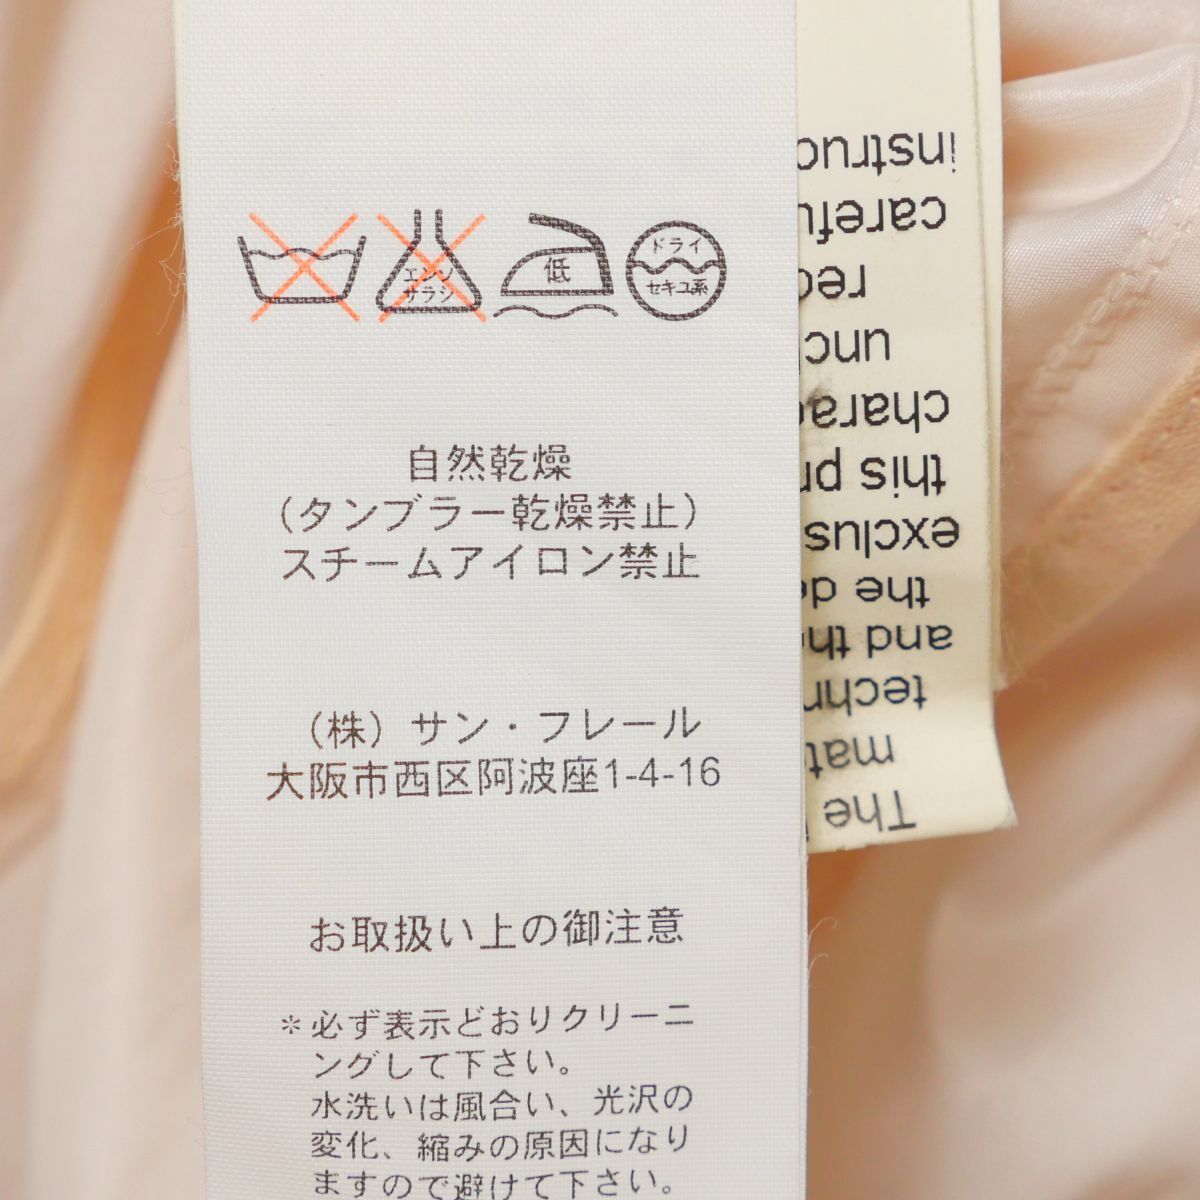 エンソ
サラシ
低
ドライ
セキユ系
自然乾燥
(タンブラー乾燥禁止)
スチームアイロン禁止
(株)サン・フレール
大阪市西区阿波座1-4-16
お取扱い上の御注意
*必ず表示どおりクリーニ
ングして下さい。
水洗いは風合い、光沢の
変化、縮みの原因になり
ますので避けて下さい。
The
and
the
this